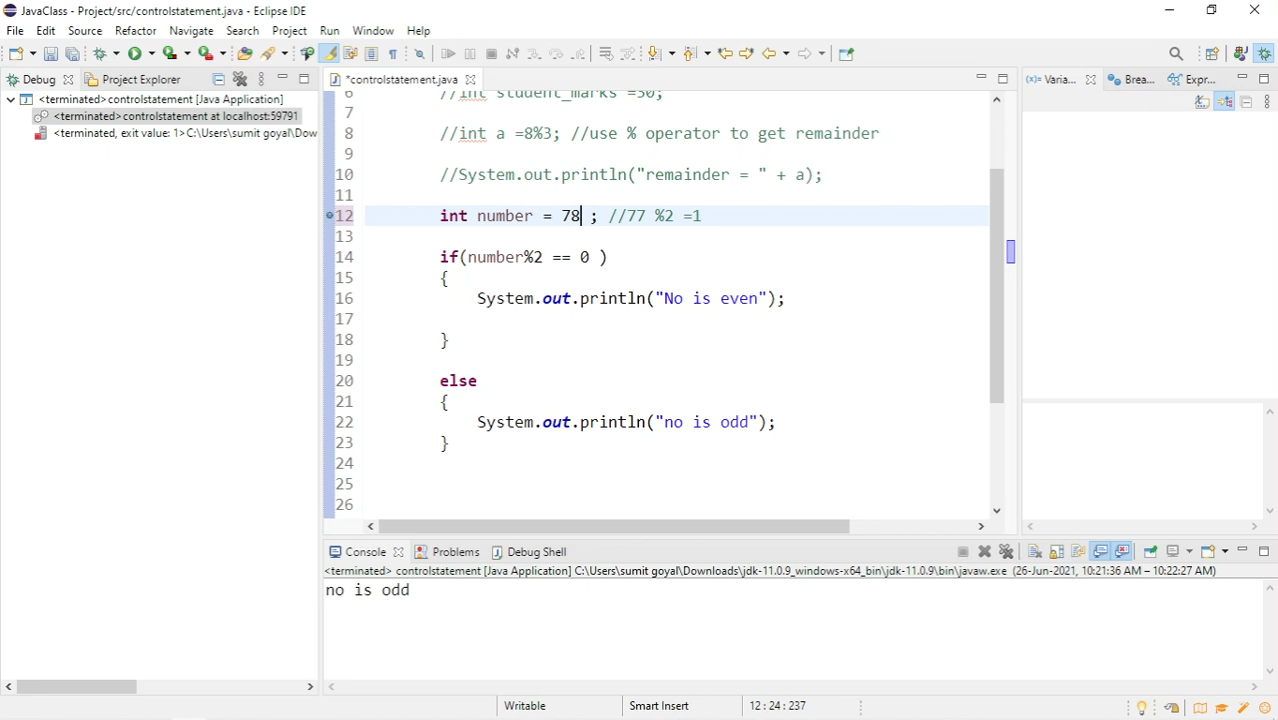 JavaClass - Project/src/controlstatement.java - Eclipse IDE
File Edit Source Refactor Navigate Search Project Run Window Help
Debug Project Explorer
<terminated> controlstatement [Java Application]
<terminated> controlstatement at localhost:59791
<terminated, exit value: 1> C:\Users\sumit goyal\Dow
*controlstatement.java
6 //int student_marks =50;
7
8 //int a =8%3; //use % operator to get remainder
9
10 //System.out.println("remainder = " + a);
11
12 int number = 78 ; //77 %2 =1
13
14 if(number%2 == 0 )
15 {
16 System.out.println("No is even");
17
18 }
19
20 else
21 {
22 System.out.println("no is odd");
23 }
24
25
26
(x)= Varia... Brea... Expr...
Console Problems Debug Shell
<terminated> controlstatement [Java Application] C:\Users\sumit goyal\Downloads\jdk-11.0.9_windows-x64_bin\jdk-11.0.9\bin\javaw.exe (26-Jun-2021, 10:21:36 AM – 10:22:27 AM)
no is odd
Writable Smart Insert 12 : 24 : 237